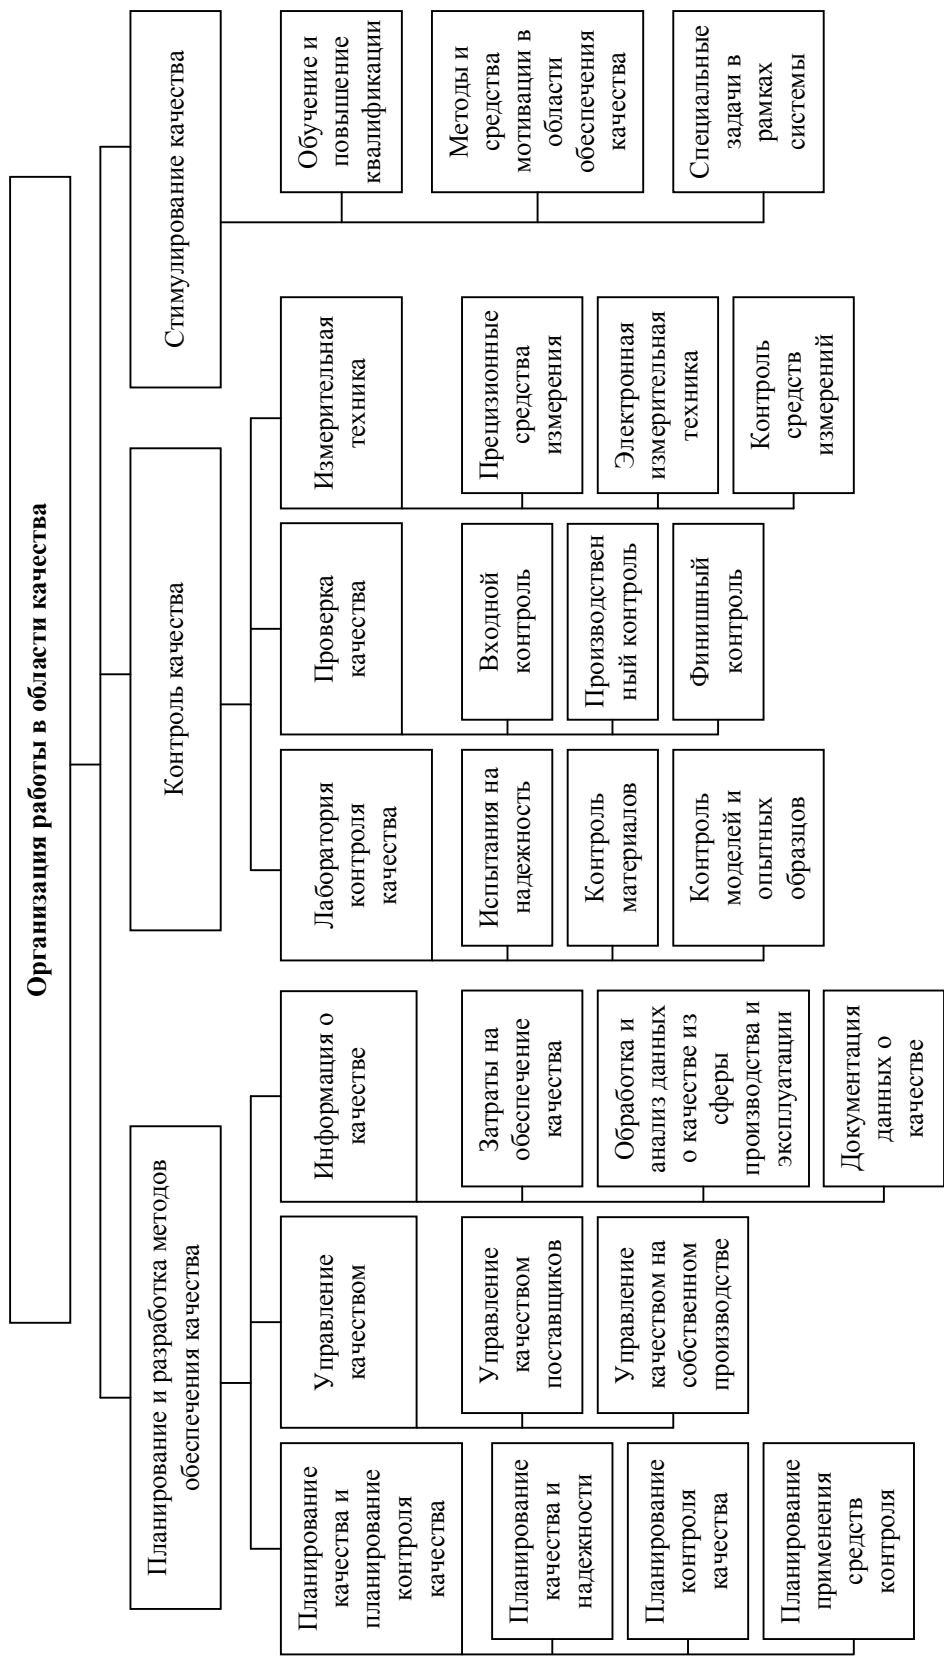 Организация работы в области качества
Планирование и разработка методов
обеспечения качества
Планирование
качества и
планирование
контроля
качества
Планирование
качества и
надежности
Планирование
контроля
качества
Планирование
применения
средств
контроля
Управление
качеством
Управление
качеством
поставщиков
Управление
качеством на
собственном
производстве
Информация о
качестве
Затраты на
обеспечение
качества
Обработка и
анализ данных
о качестве из
сферы
производства и
эксплуатации
Документация
данных о
качестве
Контроль качества
Лаборатория
контроля
качества
Испытания на
надежность
Контроль
материалов
Контроль
моделей и
опытных
образцов
Проверка
качества
Входной
контроль
Производствен
ный контроль
Финишный
контроль
Измерительная
техника
Прецизионные
средства
измерения
Электронная
измерительная
техника
Контроль
средств
измерений
Стимулирование качества
Обучение и
повышение
квалификации
Методы и
средства
мотивации в
области
обеспечения
качества
Специальные
задачи в
рамках
системы